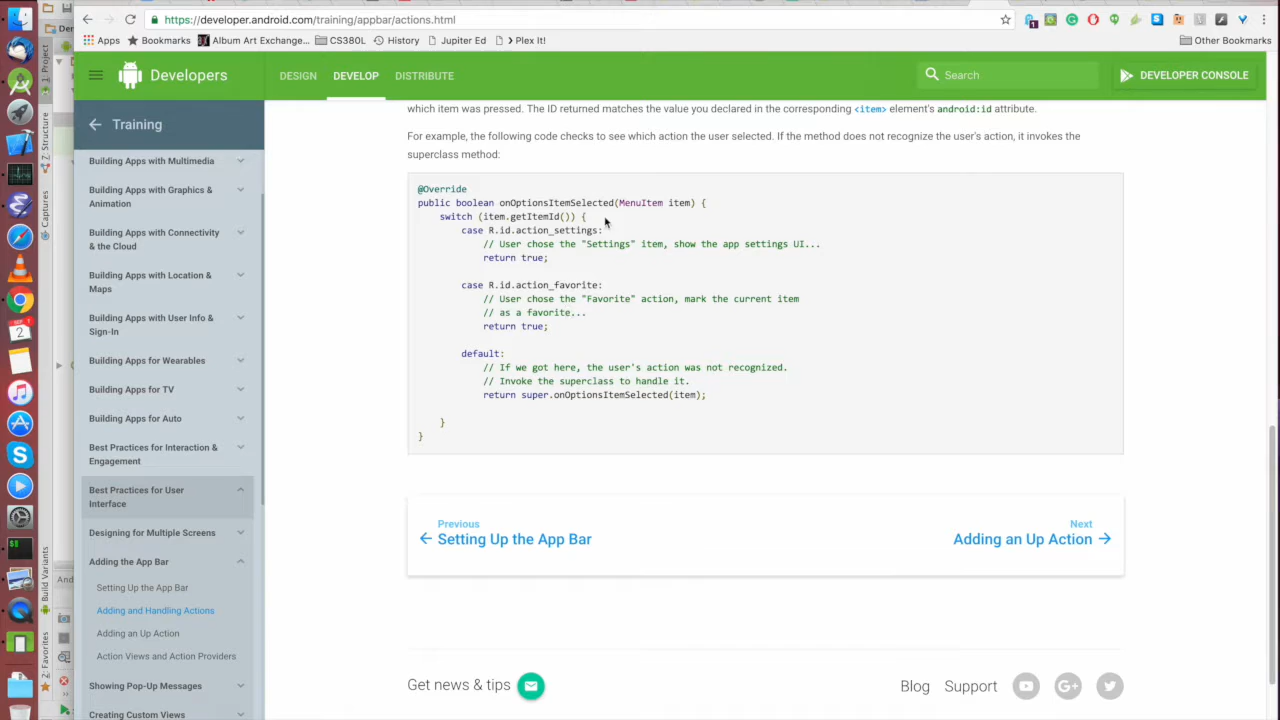 https://developer.android.com/training/appbar/actions.html
Apps
Bookmarks
Album Art Exchange...
CS380L
History
Jupiter Ed
> Plex It!
Other Bookmarks
Developers
DESIGN
DEVELOP
DISTRIBUTE
Search
DEVELOPER CONSOLE
Training
Building Apps with Multimedia
Building Apps with Graphics &
Animation
Building Apps with Connectivity
& the Cloud
Building Apps with Location &
Maps
Building Apps with User Info &
Sign-In
Building Apps for Wearables
Building Apps for TV
Building Apps for Auto
Best Practices for Interaction &
Engagement
Best Practices for User
Interface
Designing for Multiple Screens
Adding the App Bar
Setting Up the App Bar
Adding and Handling Actions
Adding an Up Action
Action Views and Action Providers
Showing Pop-Up Messages
Creating Custom Views
which item was pressed. The ID returned matches the value you declared in the corresponding <item> element's android:id attribute.
For example, the following code checks to see which action the user selected. If the method does not recognize the user's action, it invokes the
superclass method:
@Override
public boolean onOptionsItemSelected(MenuItem item) {
switch (item.getItemId()) {
case R.id.action_settings:
// User chose the "Settings" item, show the app settings UI...
return true;
case R.id.action_favorite:
// User chose the "Favorite" action, mark the current item
// as a favorite...
return true;
default:
// If we got here, the user's action was not recognized.
// Invoke the superclass to handle it.
return super.onOptionsItemSelected(item);
}
}
Previous
Setting Up the App Bar
Next
Adding an Up Action
Get news & tips
Blog
Support
1: Project
Z: Structure
Captures
Build Variants
2: Favorites